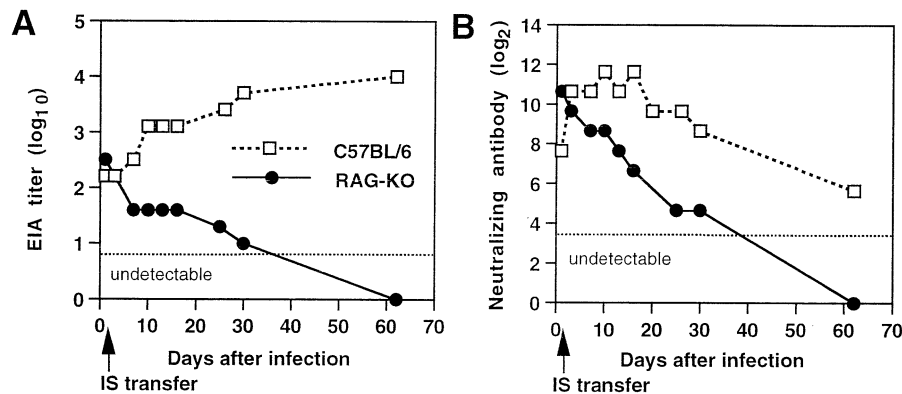 A
EIA titer (log10)
5
4
3
2
1
0
C57BL/6
RAG-KO
undetectable
0 10 20 30 40 50 60 70
Days after infection
IS transfer
B
Neutralizing antibody (log2)
14
12
10
8
6
4
2
0
undetectable
0 10 20 30 40 50 60 70
Days after infection
IS transfer